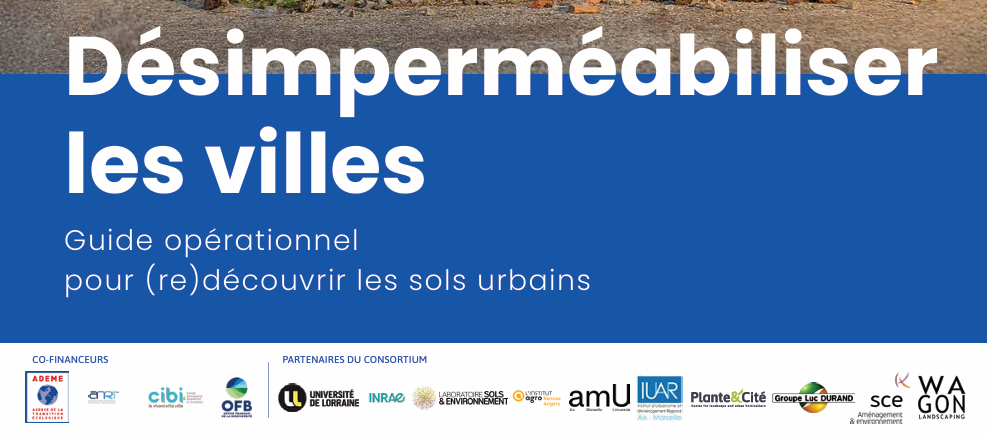 Désimperméabiliser
les villes
Guide opérationnel
pour (re)découvrir les sols urbains
CO-FINANCEURS
PARTENAIRES DU CONSORTIUM
ADEME
AGENCE DE LA
TRANSITION
ÉCOLOGIQUE
anrt
cibi
le vivant et la ville
OFB
OFFICE FRANÇAIS
DE LA BIODIVERSITÉ
UNIVERSITÉ
DE LORRAINE
INRAE
LABORATOIRE SOLS
& ENVIRONNEMENT
L'INSTITUT
agro Rennes
Angers
amU
Aix Marseille Université
IUAR
Institut d'Urbanisme et
d'Aménagement Régional
Aix - Marseille
Plante&Cité
Center for landscape and urban horticulture
Groupe Luc DURAND
sce
Aménagement
& environnement
WA
GON
LANDSCAPING